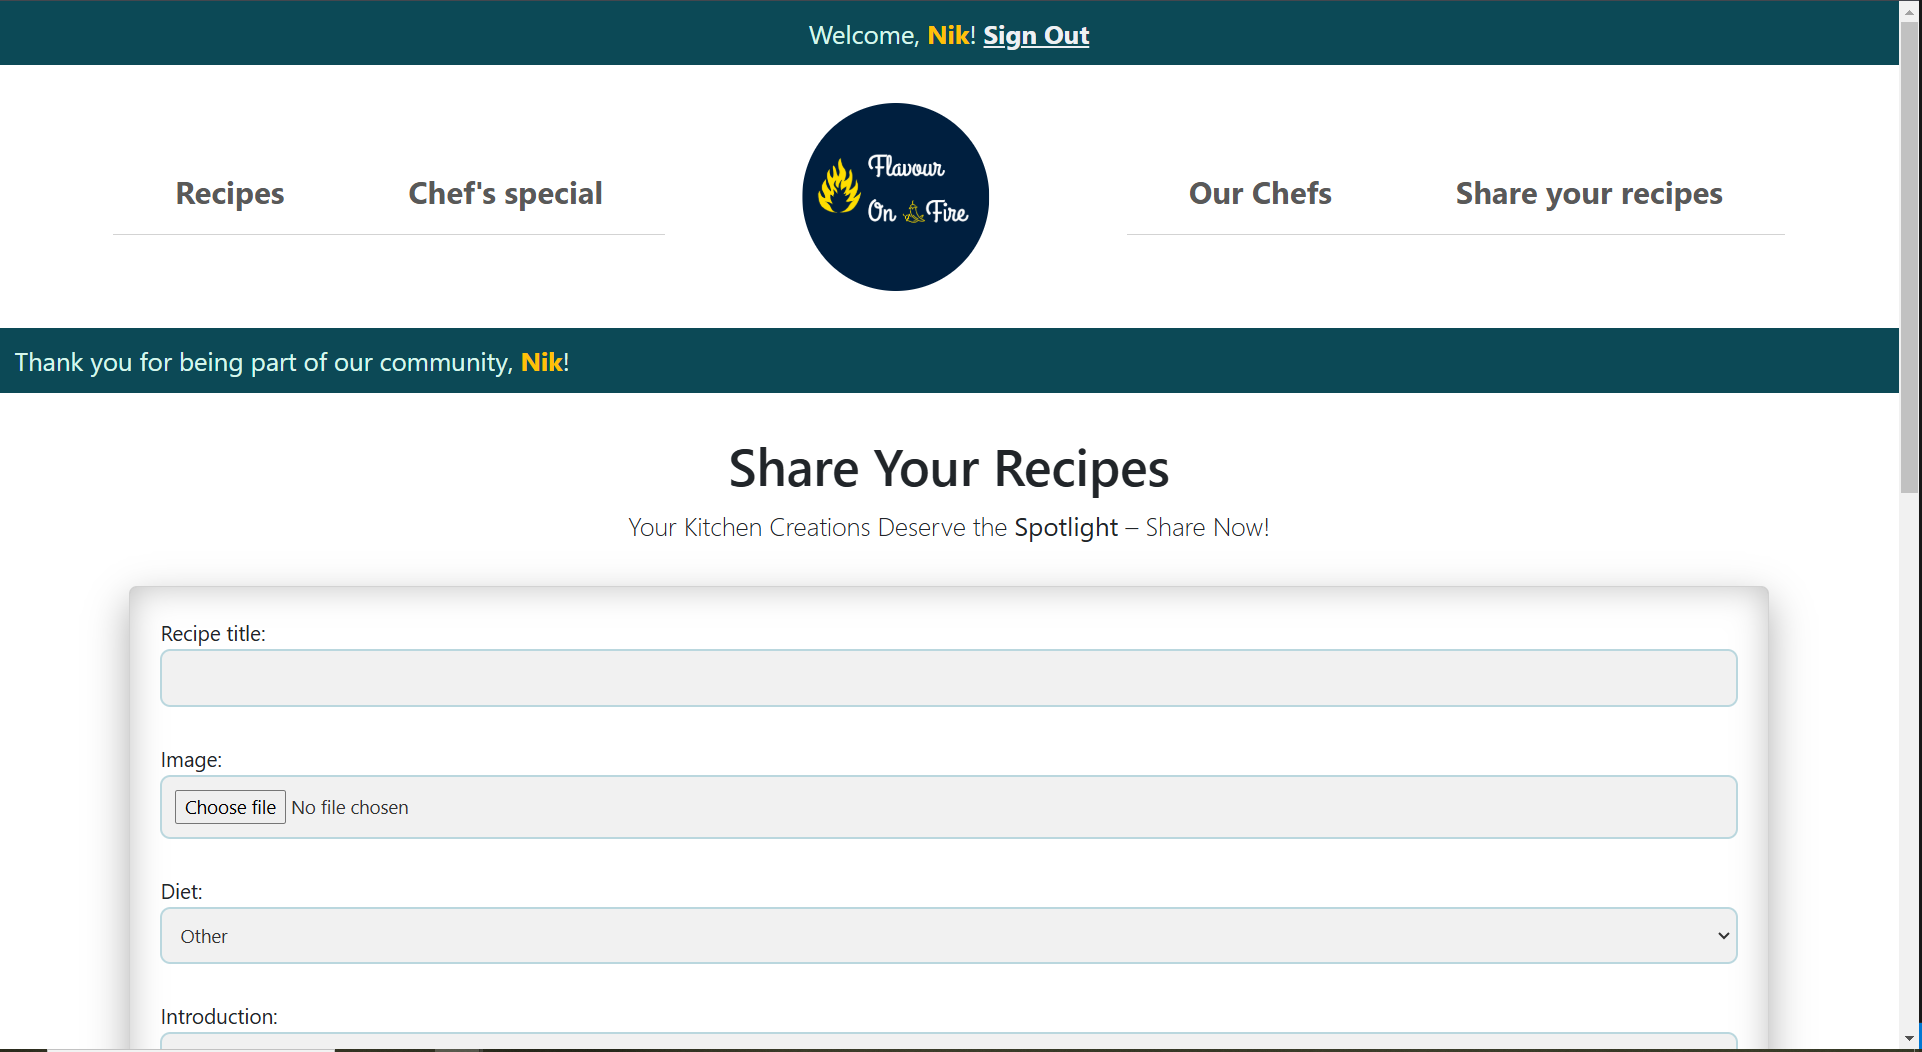 Welcome, Nik! Sign Out
Recipes
Chef's special
Flavour
On Fire
Our Chefs
Share your recipes
Thank you for being part of our community, Nik!
Share Your Recipes
Your Kitchen Creations Deserve the Spotlight – Share Now!
Recipe title:
Image:
Choose file No file chosen
Diet:
Other
Introduction: